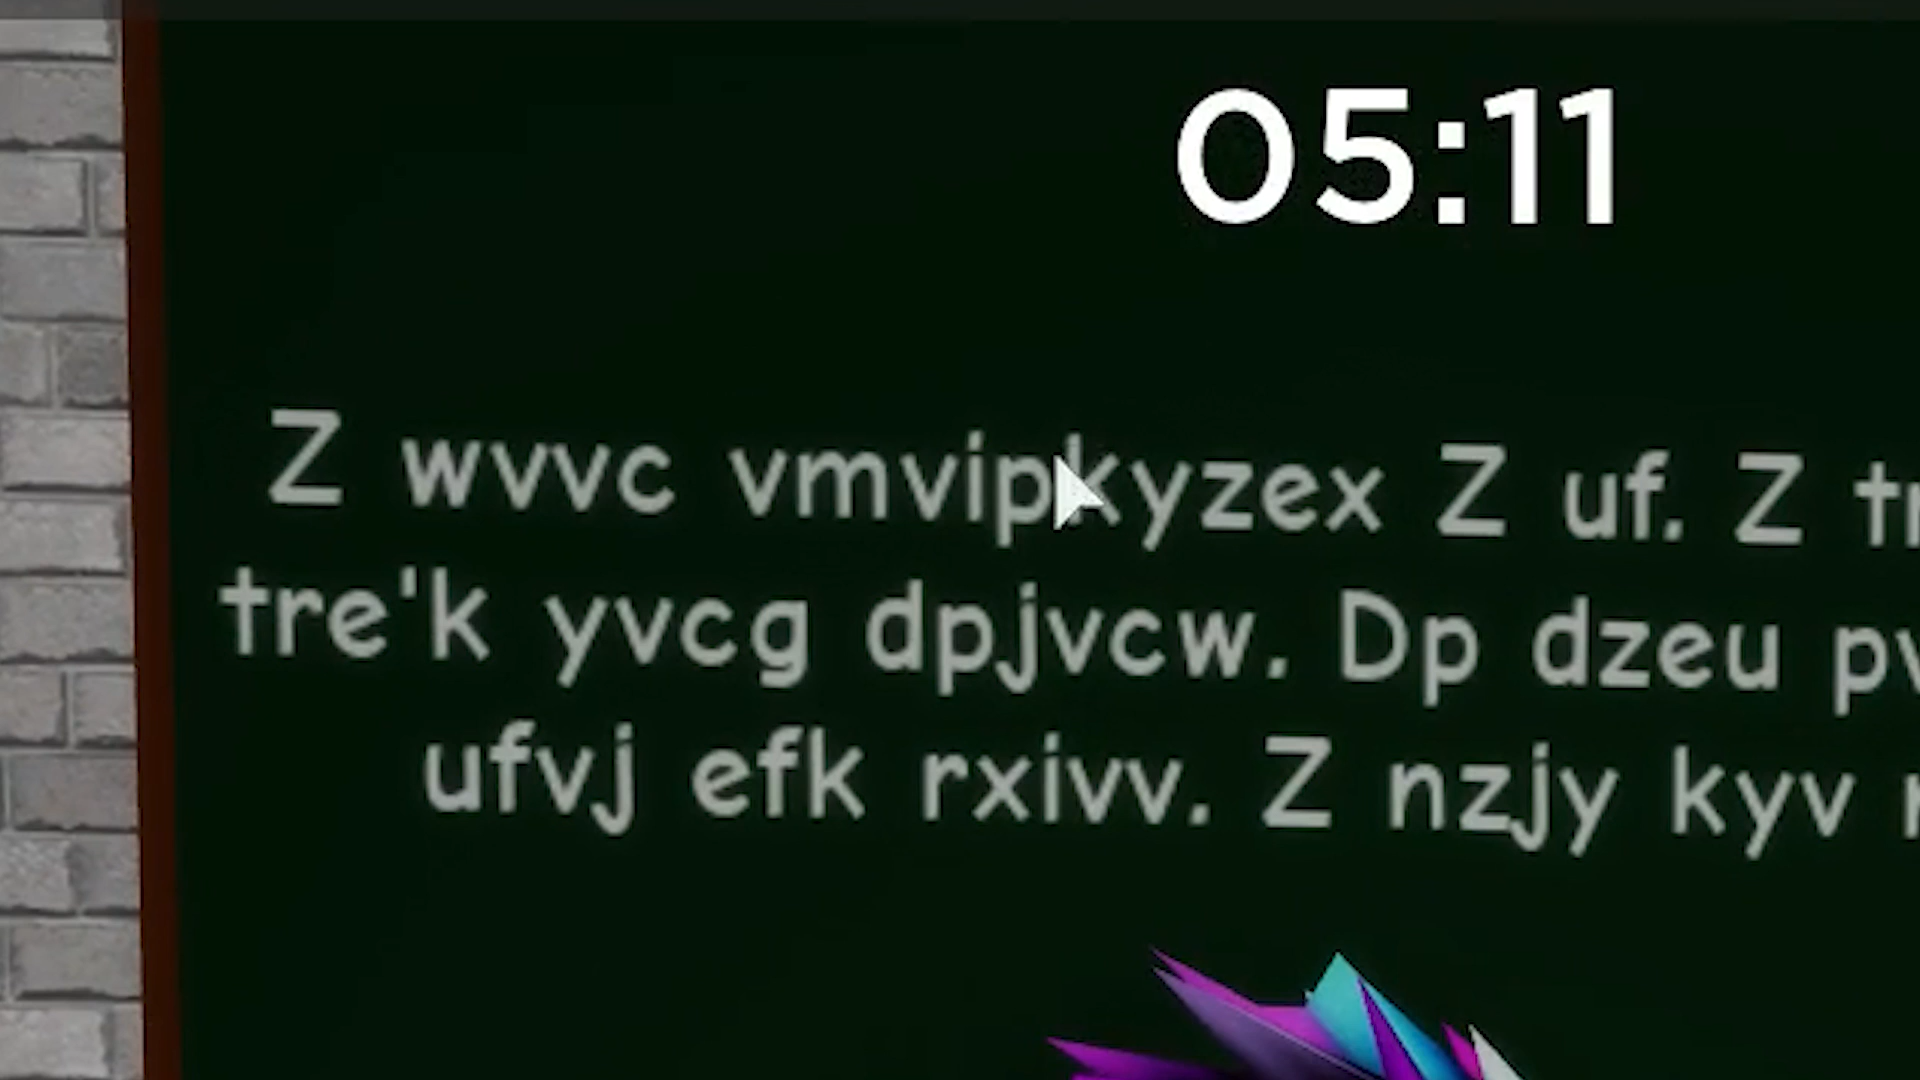 05:11
Z wvvc vmvipkyzex Z uf. Z
tre'k yvcg dpjvcw. Dp dzeu
ufvj efk rxivv. Z nzjy kyv